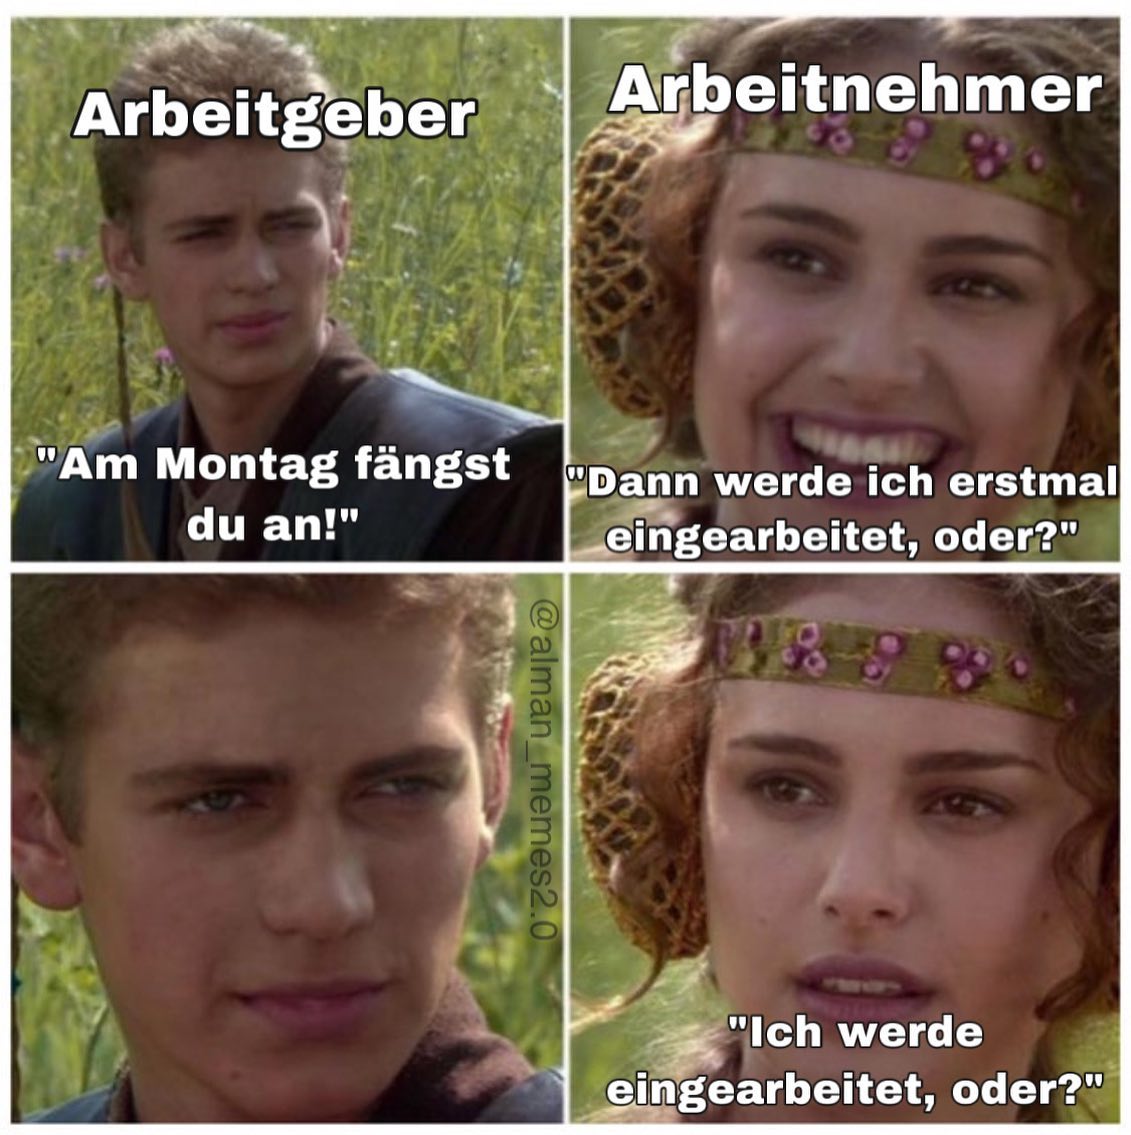 Arbeitgeber
Arbeitnehmer
"Am Montag fängst
du an!"
"Dann werde ich erstmal
eingearbeitet, oder?"
@alman_memes2.0
"Ich werde
eingearbeitet, oder?"